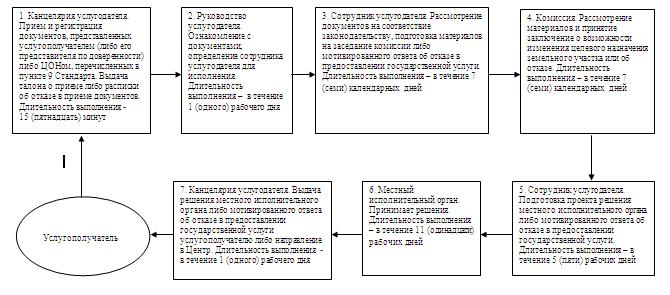 1. Канцелярия услугодателя.
Прием и регистрация
документов, представленных
услугополучателем (либо его
представителя по доверенности)
либо ЦОНом, перечисленных в
пункте 9 Стандарта. Выдача
талона о приеме либо расписки
об отказе в приеме документов.
Длительность выполнения -
15 (пятнадцать) минут
2. Руководство
услугодателя.
Ознакомление с
документами,
определение сотрудника
услугодателя для
исполнения.
Длительность
выполнения – в течение
1 (одного) рабочего дня
3. Сотрудник услугодателя. Рассмотрение
документов на соответствие
законодательству, подготовка материалов
на заседание комиссии либо
мотивированного ответа об отказе в
предоставлении государственной услуги.
Длительность выполнения – в течение 7
(семи) календарных дней
4. Комиссия. Рассмотрение
материалов и принятие
заключение о возможности
изменения целевого назначения
земельного участка или об
отказе. Длительность
выполнения – в течение 7
(семи) календарных дней
5. Сотрудник услугодателя.
Подготовка проекта решения
местного исполнительного органа
либо мотивированного ответа об
отказе в предоставлении
государственной услуги.
Длительность выполнения – в
течение 5 (пяти) рабочих дней
6. Местный
исполнительный орган.
Принимает решения.
Длительность выполнения
– в течение 11 (одинадцати)
рабочих дней
7. Канцелярия услугодателя. Выдача
решения местного исполнительного
органа либо мотивированного ответа
об отказе в предоставлении
государственной услуги
услугополучателю либо направление
в Центр. Длительность выполнения -
в течение 1 (одного) рабочего дня
Услугополучатель
I